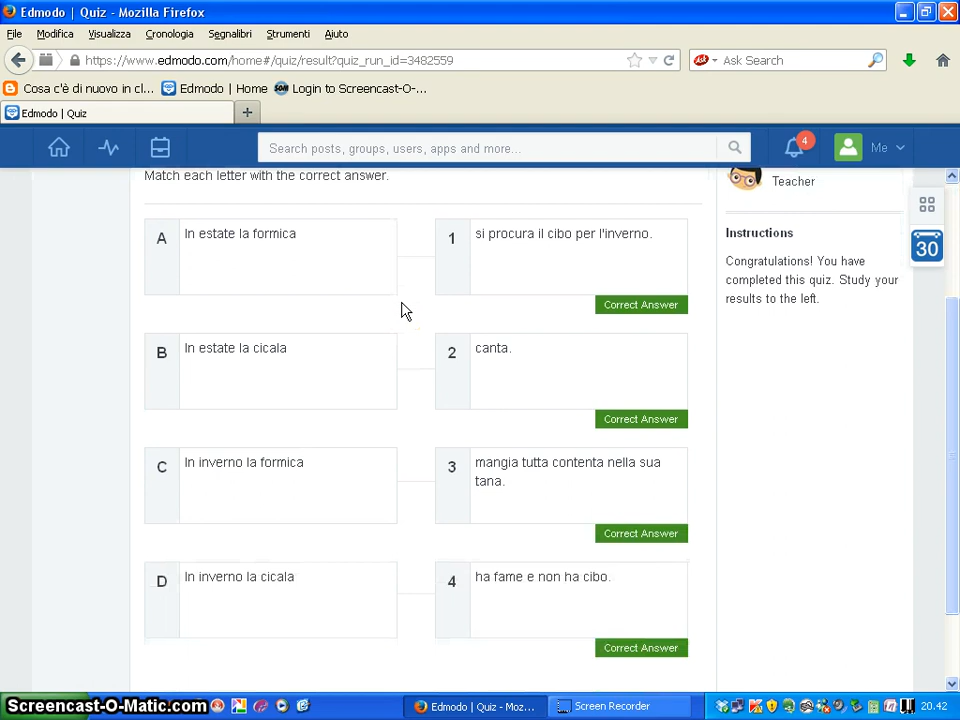 Edmodo | Quiz - Mozilla Firefox
File Modifica Visualizza Cronologia Segnalibri Strumenti Aiuto
https://www.edmodo.com/home#/quiz/result?quiz_run_id=3482559
Ask Search
Cosa c'è di nuovo in cl... Edmodo | Home Login to Screencast-O-...
Edmodo | Quiz
Search posts, groups, users, apps and more...
4
Me
Match each letter with the correct answer.
Teacher
A In estate la formica
1 si procura il cibo per l'inverno.
Correct Answer
B In estate la cicala
2 canta.
Correct Answer
C In inverno la formica
3 mangia tutta contenta nella sua
tana.
Correct Answer
D In inverno la cicala
4 ha fame e non ha cibo.
Correct Answer
Instructions
Congratulations! You have
completed this quiz. Study your
results to the left.
30
Screencast-O-Matic.com
Edmodo | Quiz - Moz...
Screen Recorder
20.42